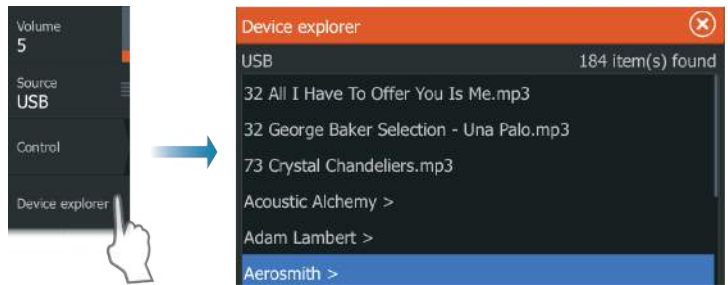 Volume
5
Source
USB
Control
Device explorer
Device explorer
USB 184 item(s) found
32 All I Have To Offer You Is Me.mp3
32 George Baker Selection - Una Palo.mp3
73 Crystal Chandeliers.mp3
Acoustic Alchemy >
Adam Lambert >
Aerosmith >